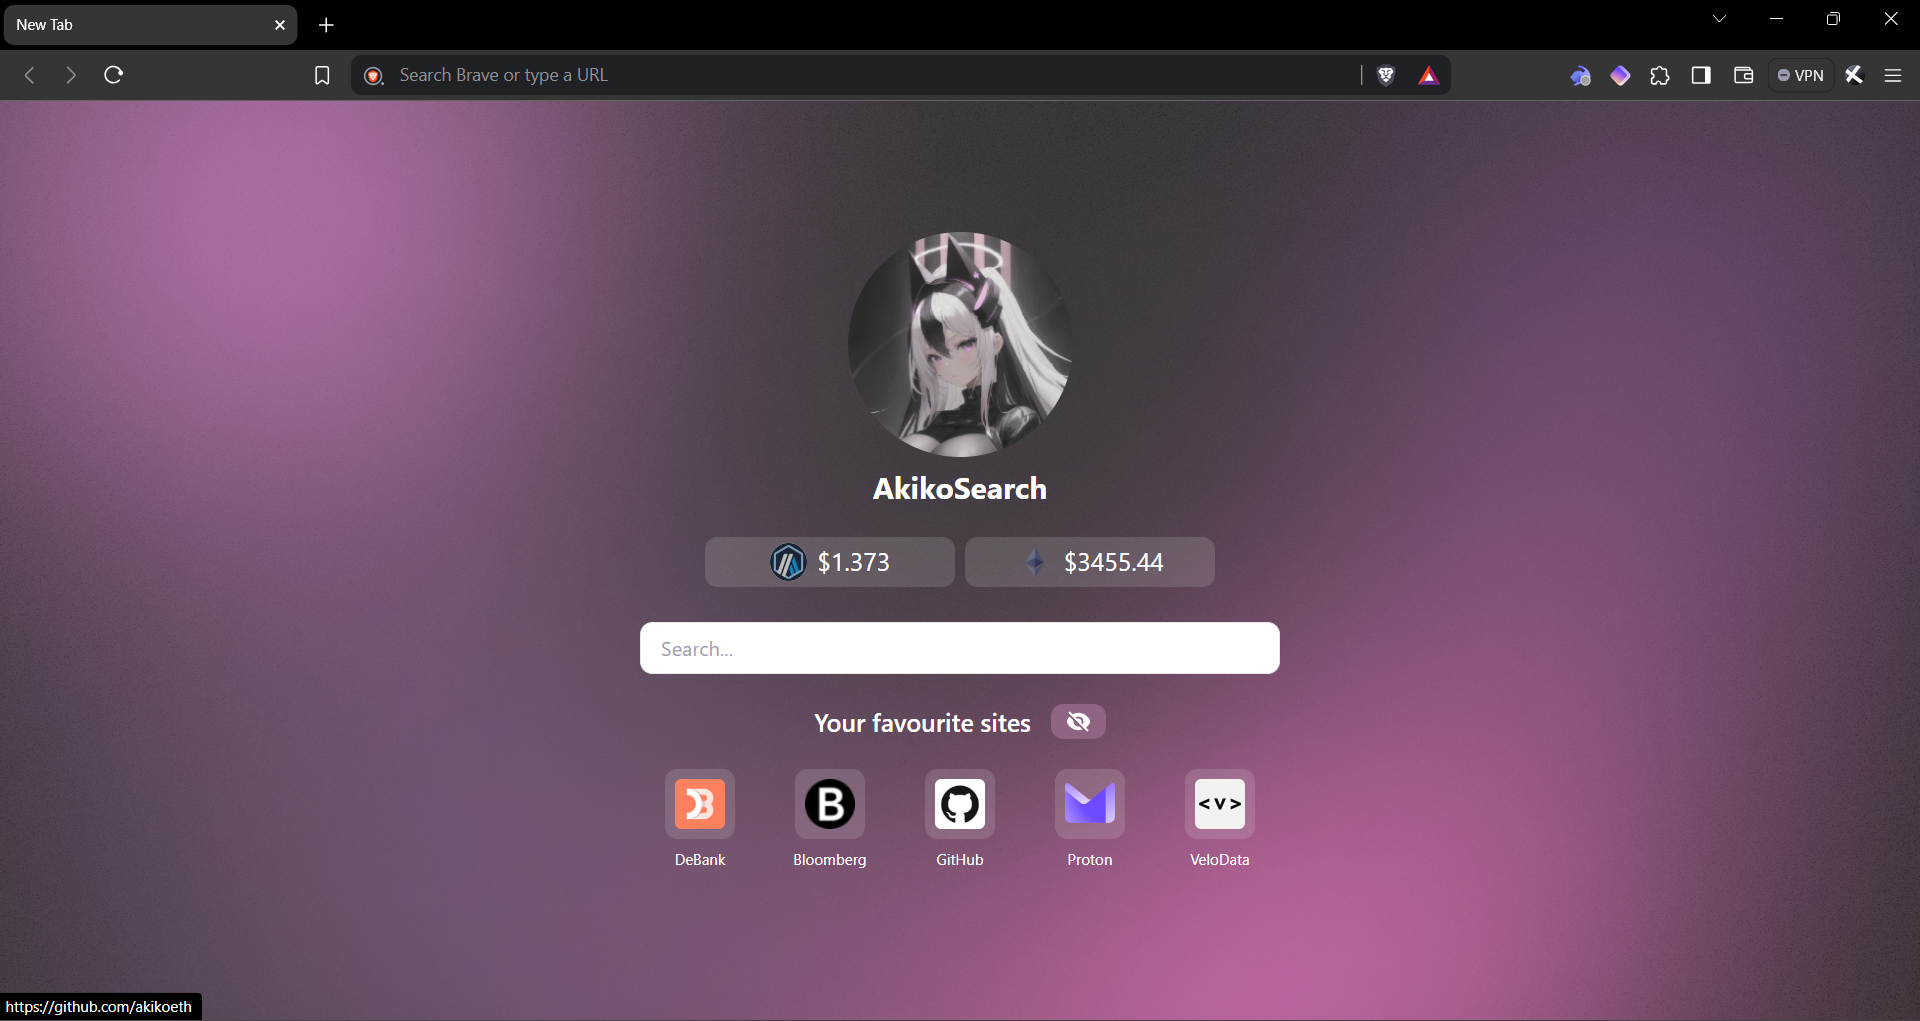 New Tab
Search Brave or type a URL
VPN
AkikoSearch
$1.373
$3455.44
Search...
Your favourite sites
B
<v>
DeBank
Bloomberg
GitHub
Proton
VeloData
https://github.com/akikoeth